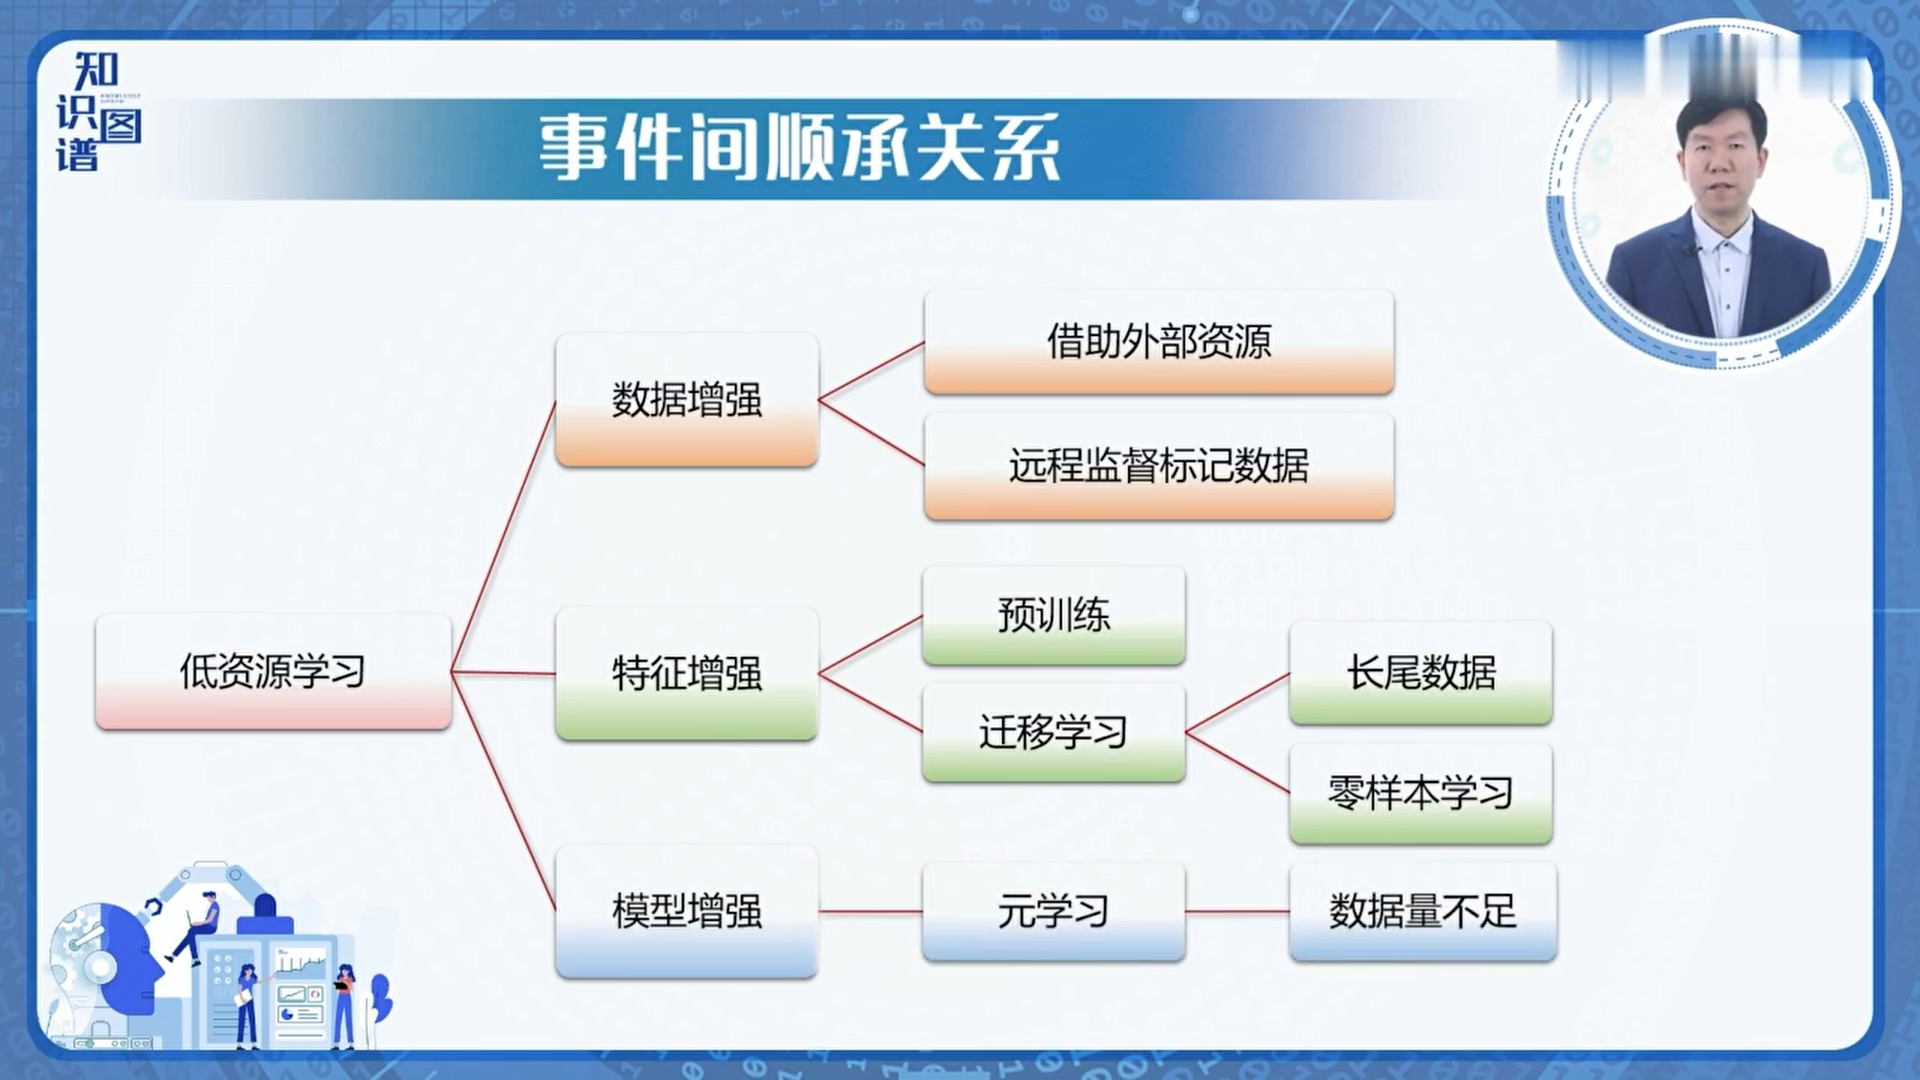 知识图谱
事件间顺承关系
借助外部资源
数据增强
远程监督标记数据
预训练
低资源学习
特征增强
长尾数据
迁移学习
零样本学习
模型增强
元学习
数据量不足